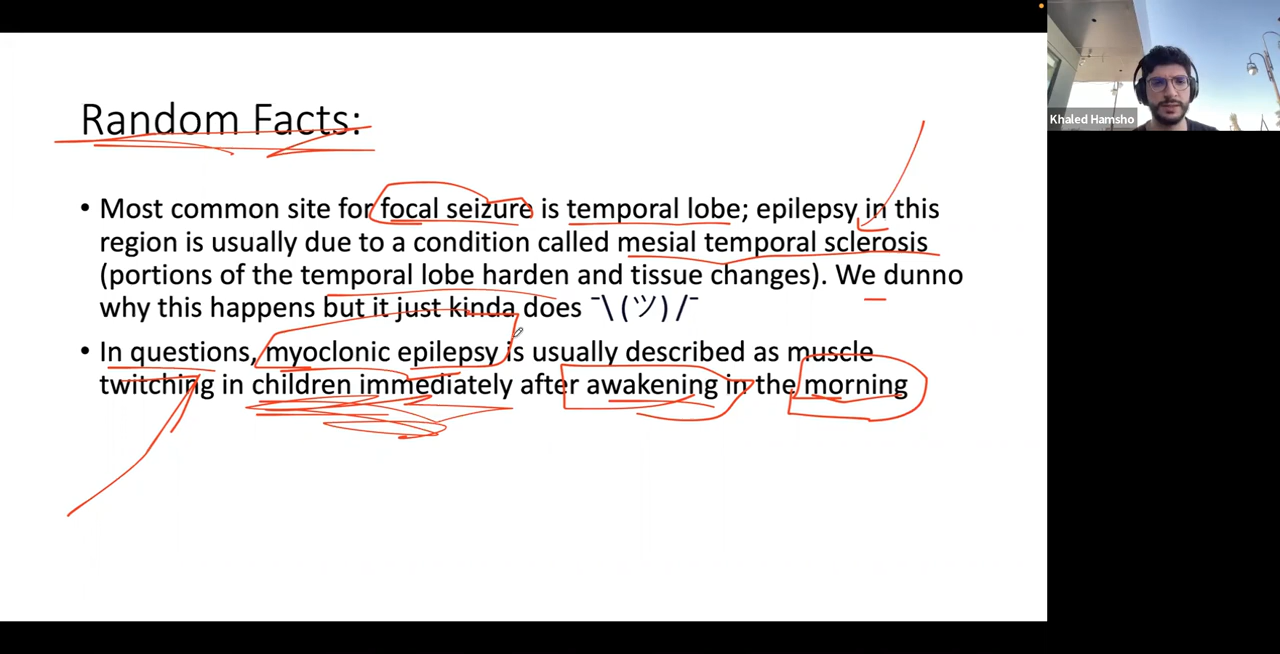 Khaled Hamsho
Random Facts:
• Most common site for focal seizure is temporal lobe; epilepsy in this
region is usually due to a condition called mesial temporal sclerosis
(portions of the temporal lobe harden and tissue changes). We dunno
why this happens but it just kinda does ¯\(ツ)/¯
• In questions, myoclonic epilepsy is usually described as muscle
twitching in children immediately after awakening in the morning